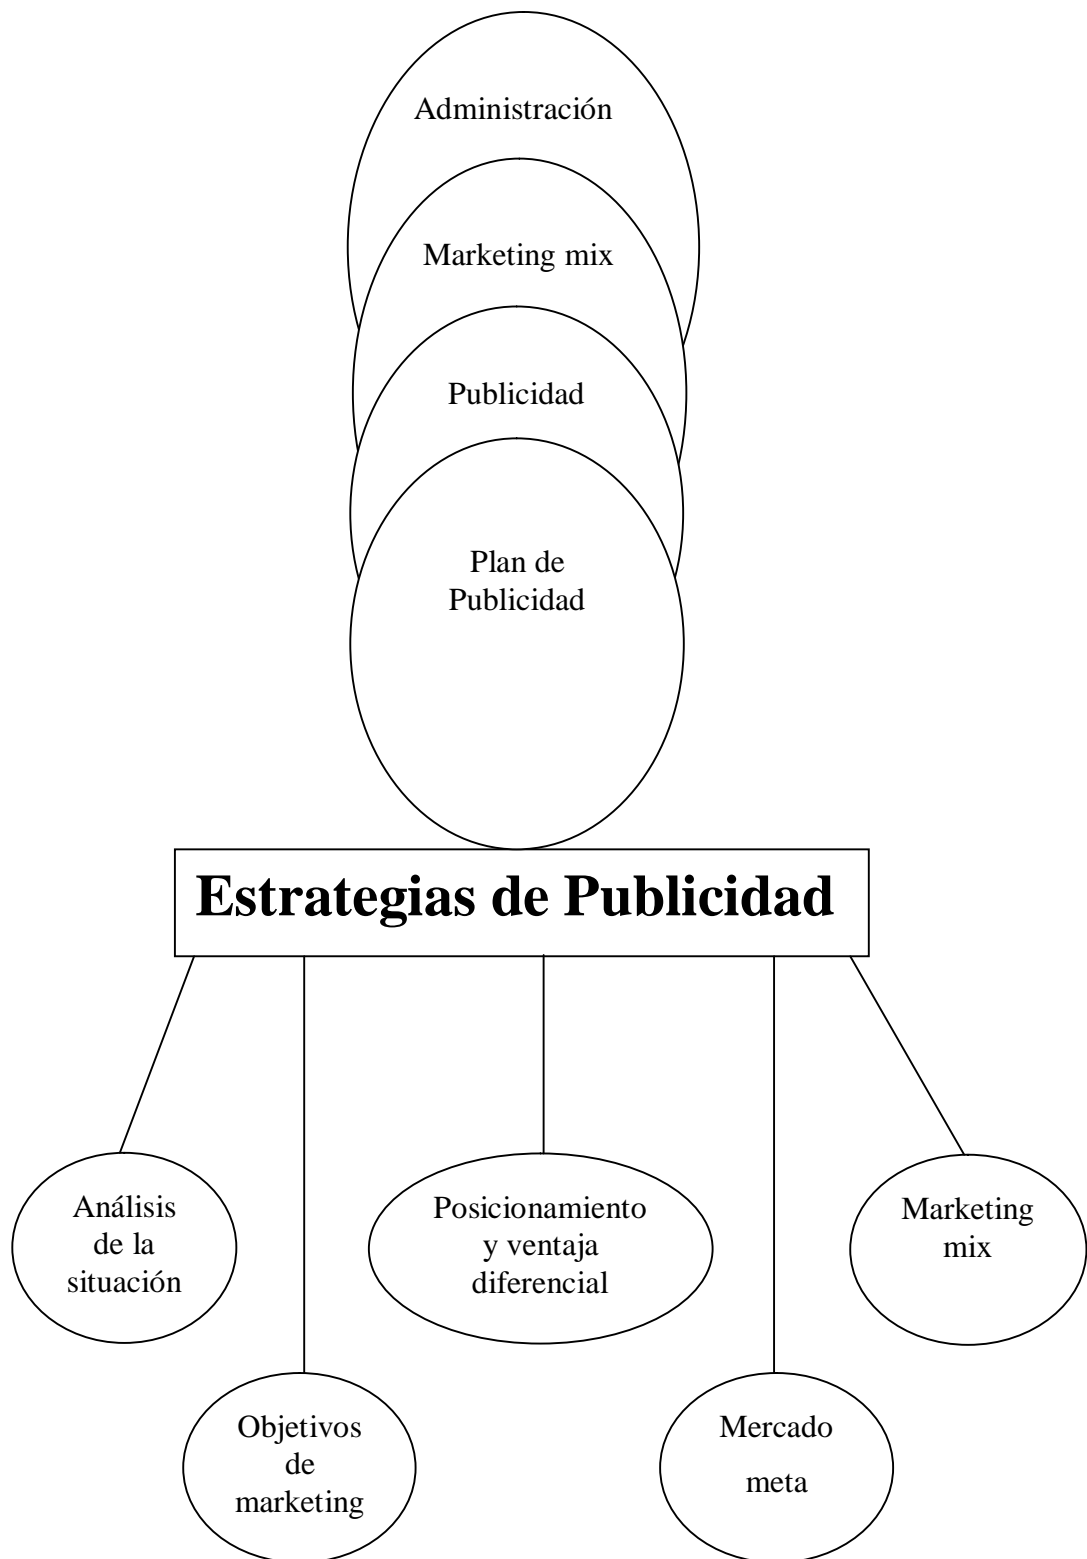 Administración
Marketing mix
Publicidad
Plan de
Publicidad
Estrategias de Publicidad
Análisis
de la
situación
Posicionamiento
y ventaja
diferencial
Marketing
mix
Objetivos
de
marketing
Mercado
meta